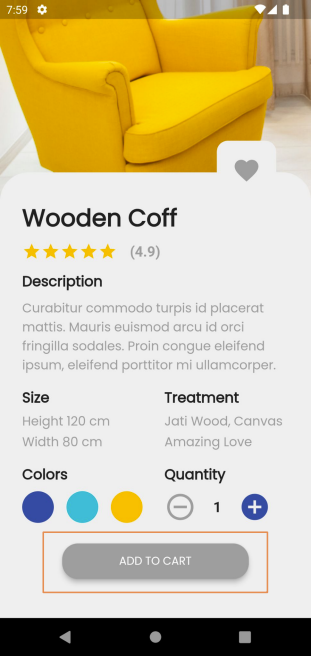 7:59
Wooden Coff
(4.9)
Description
Curabitur commodo turpis id placerat
mattis. Mauris euismod arcu id orci
fringilla sodales. Proin congue eleifend
ipsum, eleifend porttitor mi ullamcorper.
Size
Treatment
Height 120 cm
Jati Wood, Canvas
Width 80 cm
Amazing Love
Colors
Quantity
1
ADD TO CART